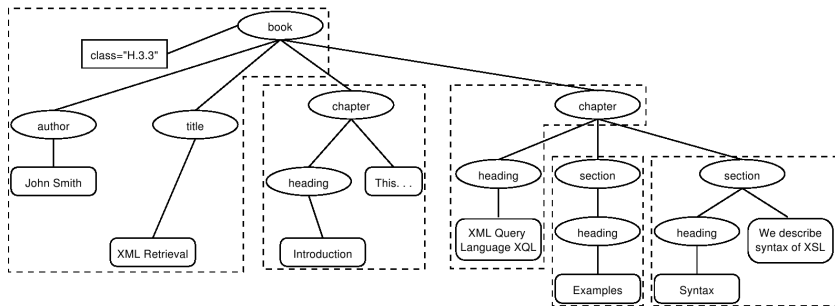 book
class="H.3.3"
chapter
chapter
author
title
heading
This. . .
heading
section
section
John Smith
XML Query
Language XQL
heading
heading
We describe
syntax of XSL
XML Retrieval
Introduction
Examples
Syntax